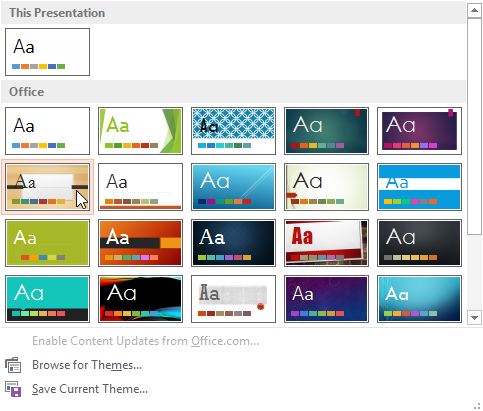 This Presentation
Aa
Office
Aa Aa Aa Aa Aa
Aa Aa Aa Aa Aa
Aa Aa Aa Aa Aa
Aa Aa Aa Aa Aa
Enable Content Updates from Office.com...
Browse for Themes...
Save Current Theme...